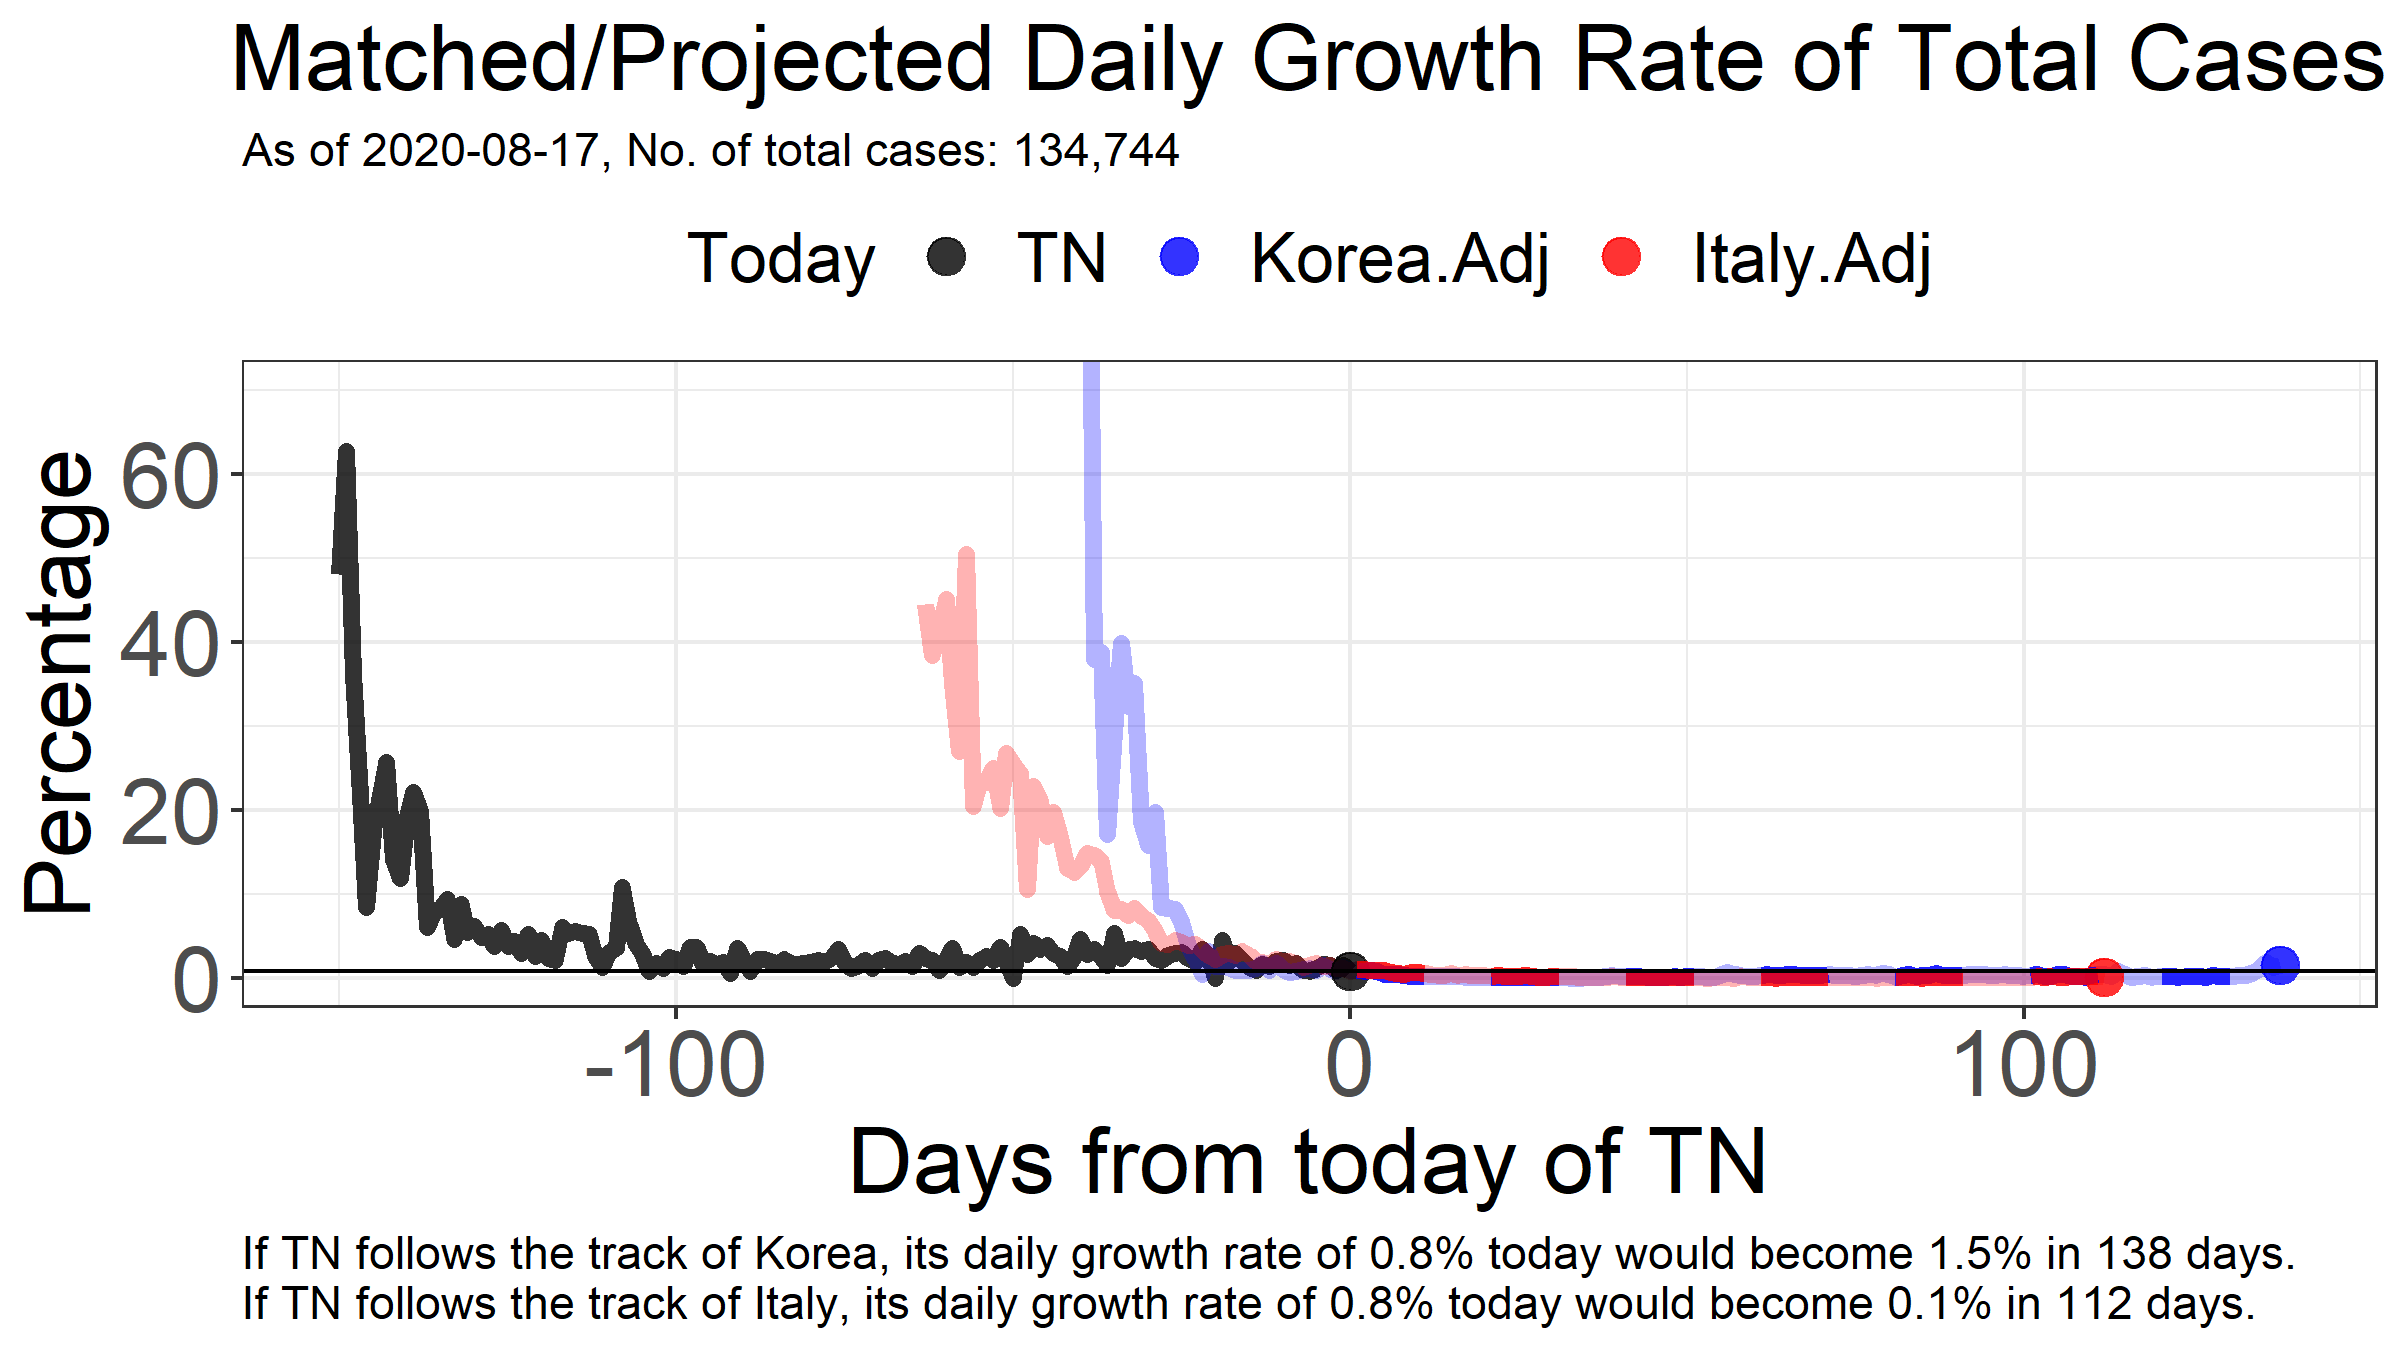 Matched/Projected Daily Growth Rate of Total Cases
As of 2020-08-17, No. of total cases: 134,744
Today TN Korea.Adj Italy.Adj
Percentage
60
40
20
0
-100 0 100
Days from today of TN
If TN follows the track of Korea, its daily growth rate of 0.8% today would become 1.5% in 138 days.
If TN follows the track of Italy, its daily growth rate of 0.8% today would become 0.1% in 112 days.